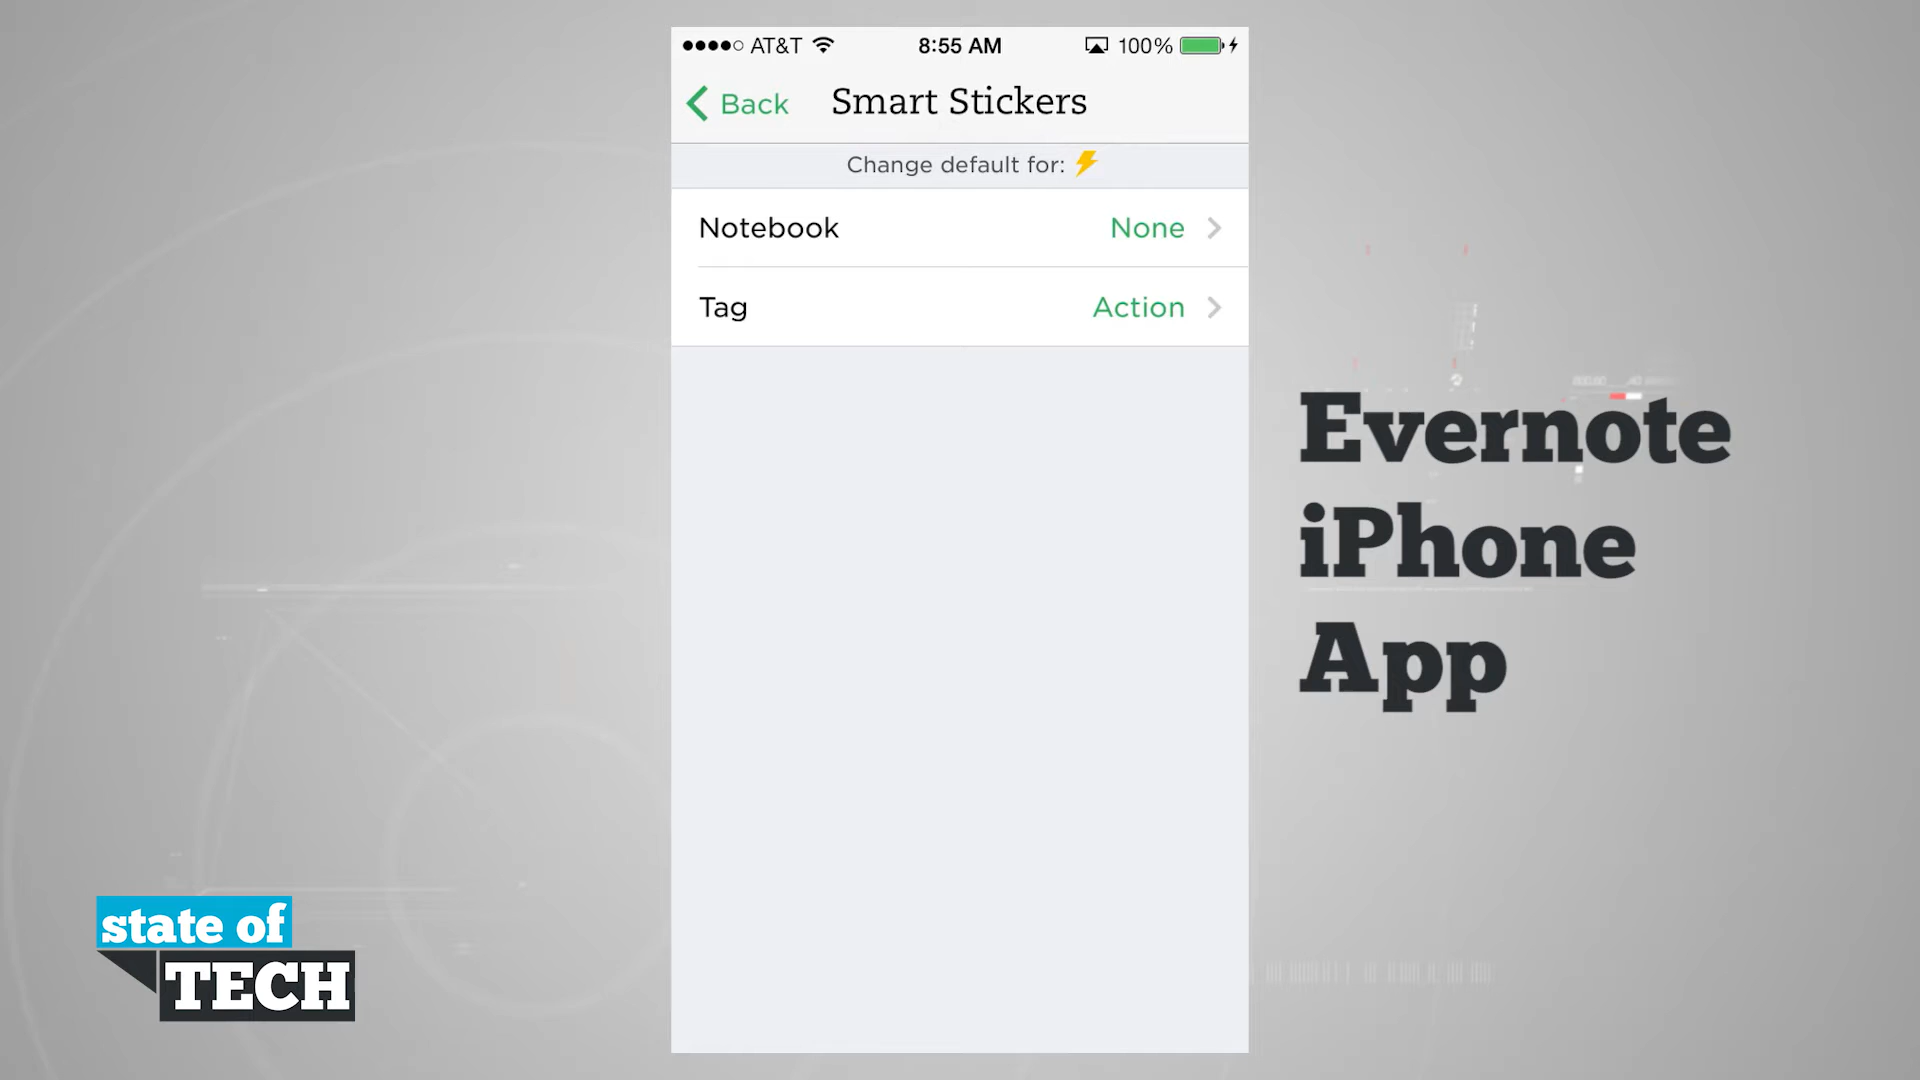 AT&T 8:55 AM 100%
Back Smart Stickers
Change default for:
Notebook None
Tag Action
Evernote
iPhone
App
state of
TECH